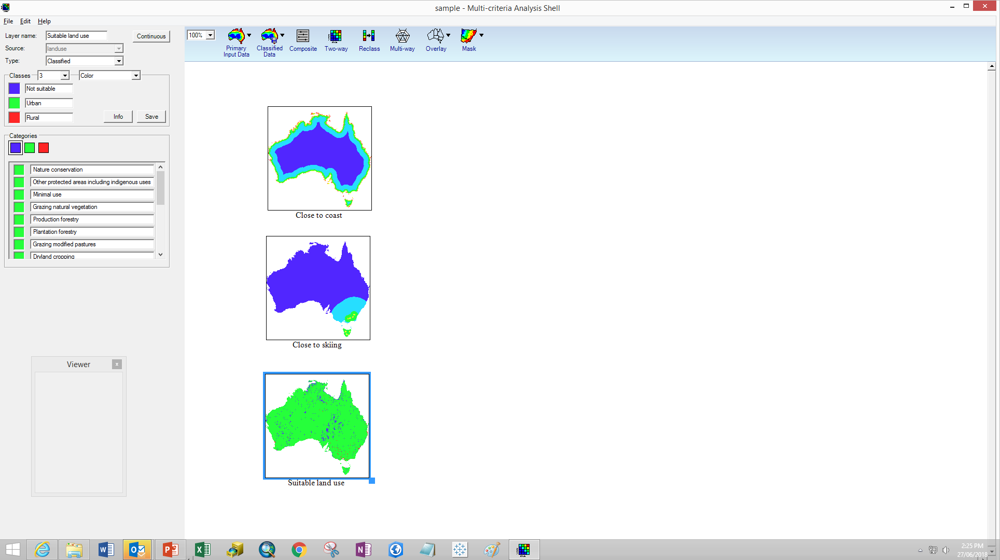 sample - Multi-criteria Analysis Shell
File Edit Help
Layer name: Suitable land use Continuous
Source: landuse
Type: Classified
Classes 3 Color
Not suitable
Urban
Rural Info Save
Categories
Nature conservation
Other protected areas including indigenous uses
Minimal use
Grazing natural vegetation
Production forestry
Plantation forestry
Grazing modified pastures
Dryland cropping
Viewer
x
100%
Primary Input Data
Classified Data
Composite
Two-way
Reclass
Multi-way
Overlay
Mask
Close to coast
Close to skiing
Suitable land use
2:25 PM
27/06/2018